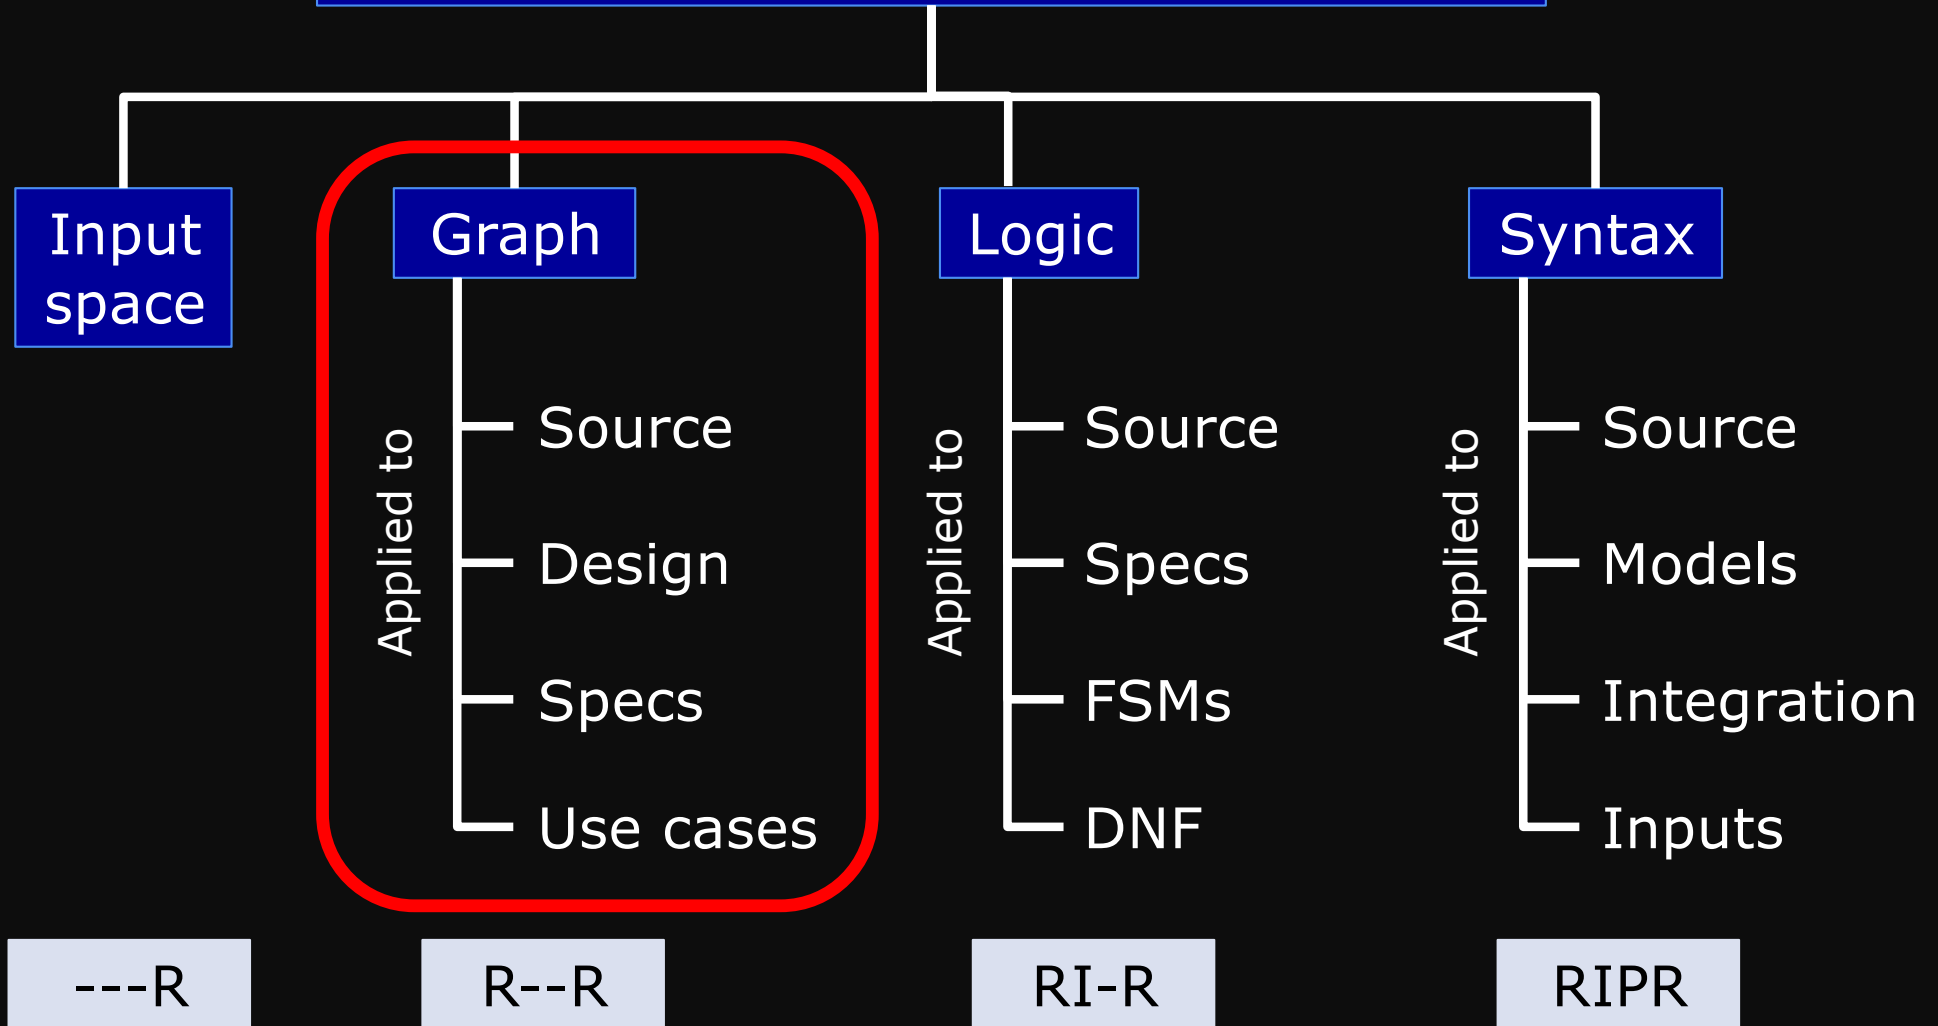 Input
space
Graph
Logic
Syntax
Applied to
Source
Design
Specs
Use cases
Applied to
Source
Specs
FSMs
DNF
Applied to
Source
Models
Integration
Inputs
---R
R--R
RI-R
RIPR